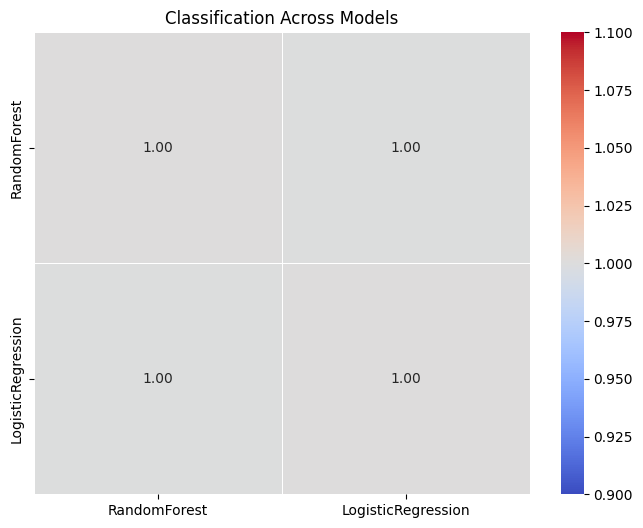 Classification Across Models
RandomForest
LogisticRegression
1.00 1.00
1.00 1.00
RandomForest LogisticRegression
1.100
1.075
1.050
1.025
1.000
0.975
0.950
0.925
0.900